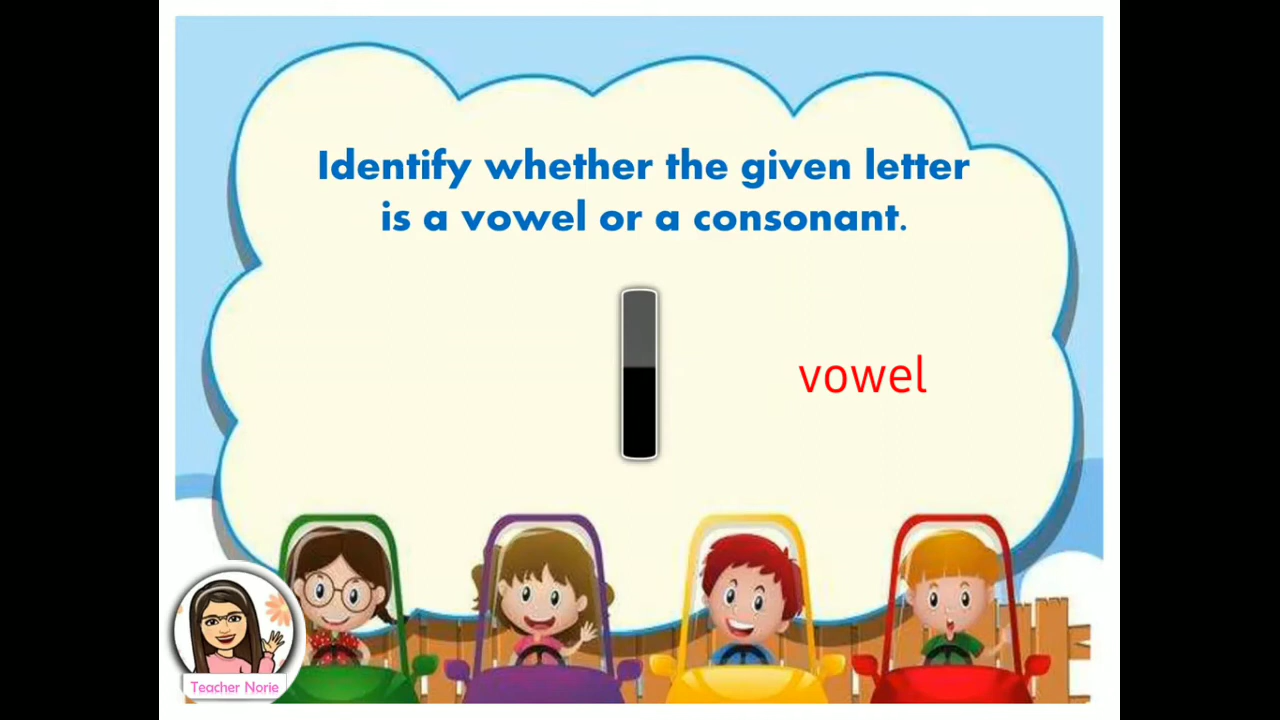 Identify whether the given letter
is a vowel or a consonant.
I
vowel
Teacher Norie